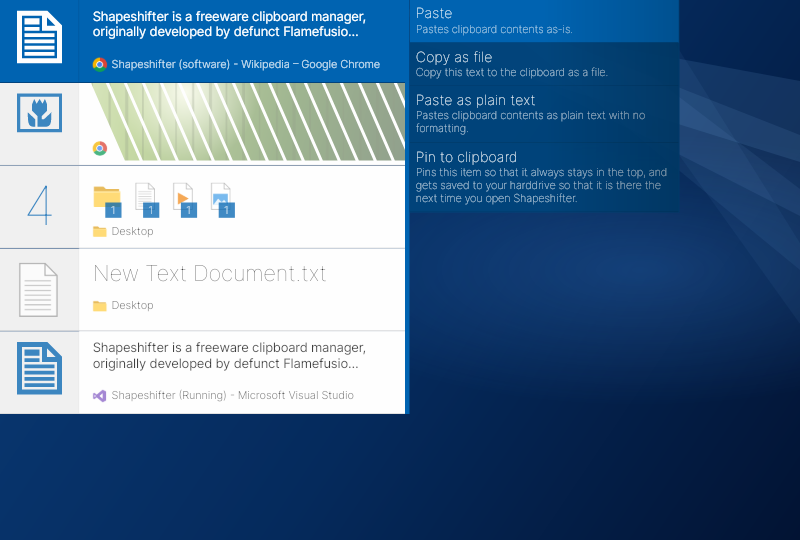 Shapeshifter is a freeware clipboard manager,
originally developed by defunct Flamefusio...
Shapeshifter (software) - Wikipedia – Google Chrome
4
1
1
1
1
Desktop
New Text Document.txt
Desktop
Shapeshifter is a freeware clipboard manager,
originally developed by defunct Flamefusio...
Shapeshifter (Running) - Microsoft Visual Studio
Paste
Pastes clipboard contents as-is.
Copy as file
Copy this text to the clipboard as a file.
Paste as plain text
Pastes clipboard contents as plain text with no
formatting.
Pin to clipboard
Pins this item so that it always stays in the top, and
gets saved to your harddrive so that it is there the
next time you open Shapeshifter.